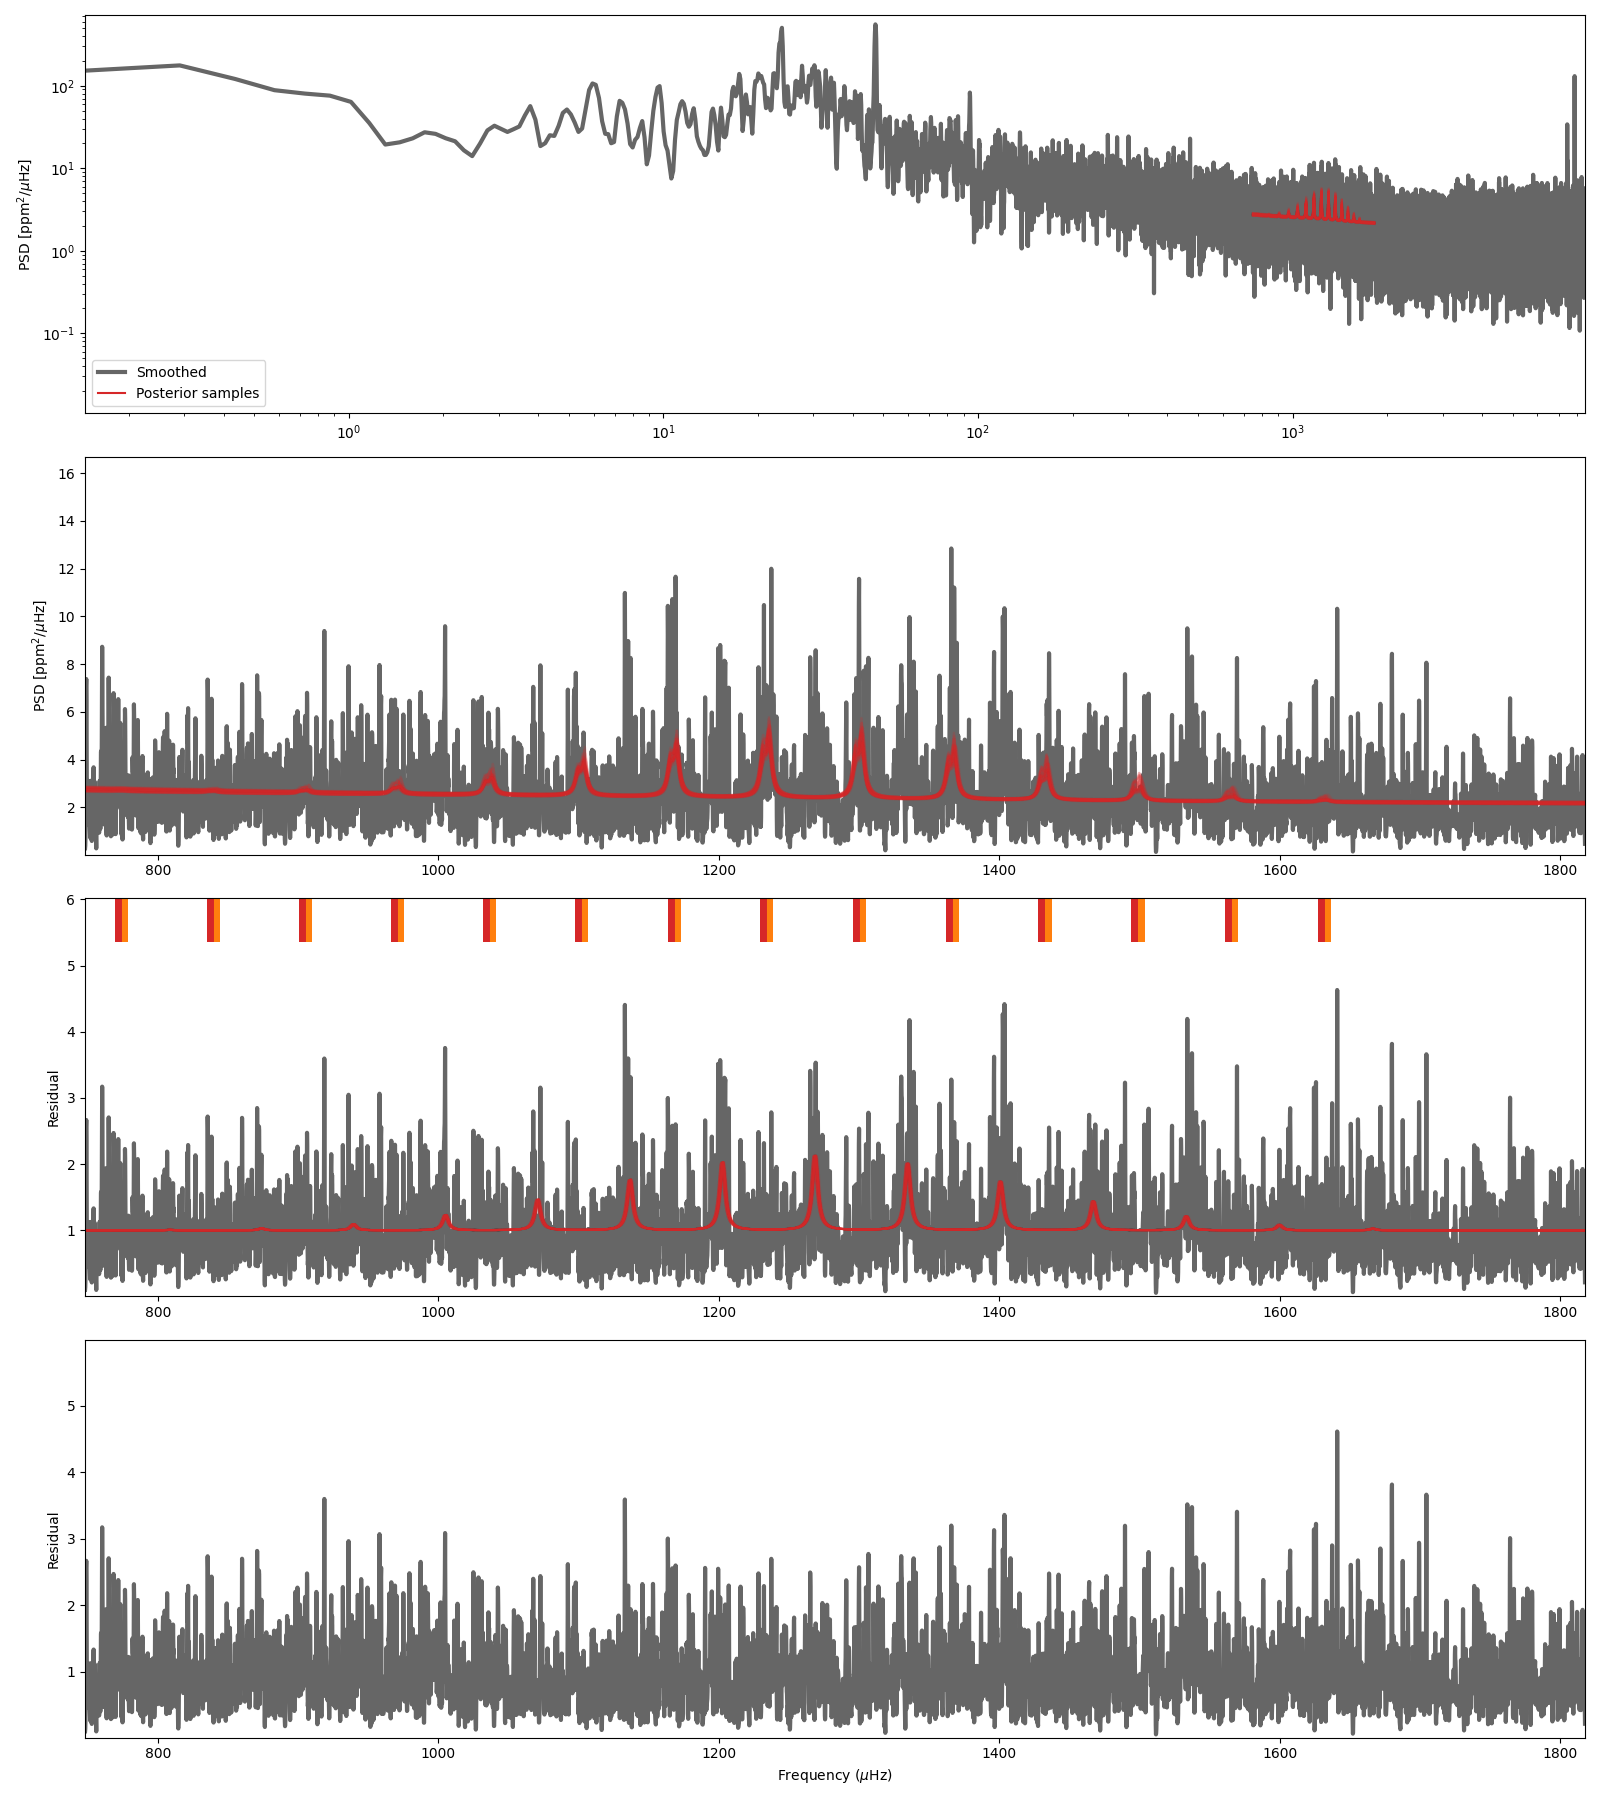 PSD [ppm²/μHz]
10²
10¹
10⁰
10⁻¹
Smoothed
Posterior samples
10⁰ 10¹ 10² 10³
PSD [ppm²/μHz]
16
14
12
10
8
6
4
2
800 1000 1200 1400 1600 1800
Residual
6
5
4
3
2
1
800 1000 1200 1400 1600 1800
Residual
5
4
3
2
1
800 1000 1200 1400 1600 1800
Frequency (μHz)